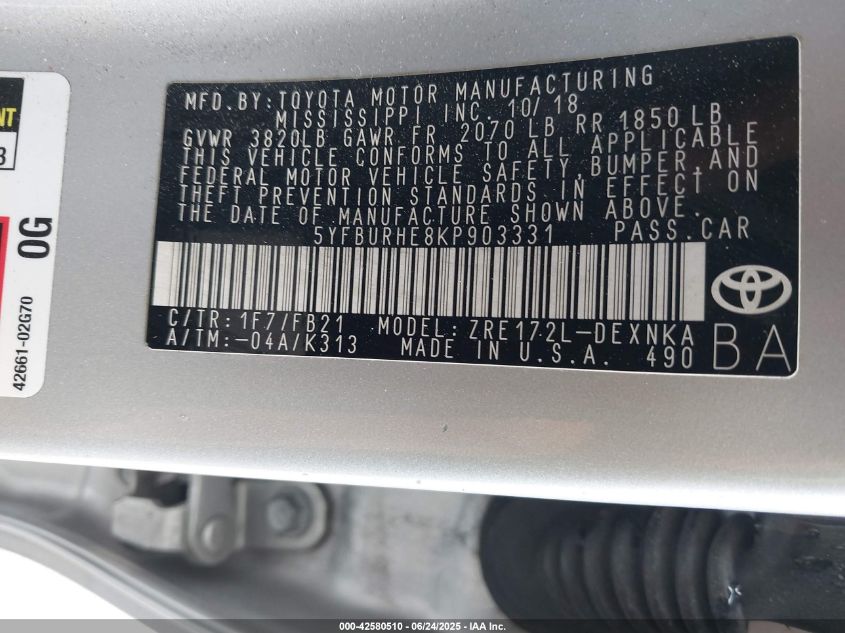 MFD.BY:TOYOTA MOTOR MANUFACTURING
MISSISSIPPI INC. 10/18
GVWR 3820LB GAWR FR 2070 LB RR 1850 LB
THIS VEHICLE CONFORMS TO ALL APPLICABLE
FEDERAL MOTOR VEHICLE SAFETY,BUMPER,AND
THEFT PREVENTION STANDARDS IN EFFECT ON
THE DATE OF MANUFACTURE SHOWN ABOVE.
5YFBURHE8KP903331 PASS.CAR
C/TR:1F7/FB21 MODEL:ZRE172L-DEXNKA
A/TM:-04A/K313 MADE IN U.S.A. 490
BA
0G
42661-02G70
000-42580510 - 06/24/2025 - IAA Inc.